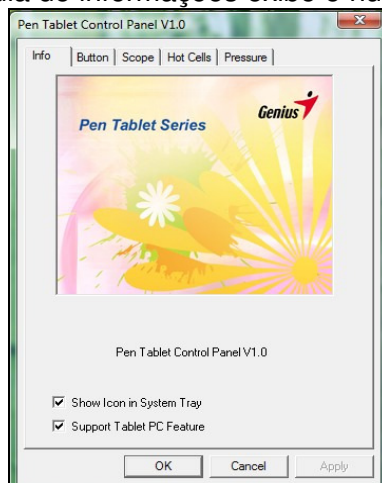 Pen Tablet Control Panel V1.0
Info Button Scope Hot Cells Pressure
Genius
Pen Tablet Series
Pen Tablet Control Panel V1.0
Show Icon in System Tray
Support Tablet PC Feature
OK Cancel Apply